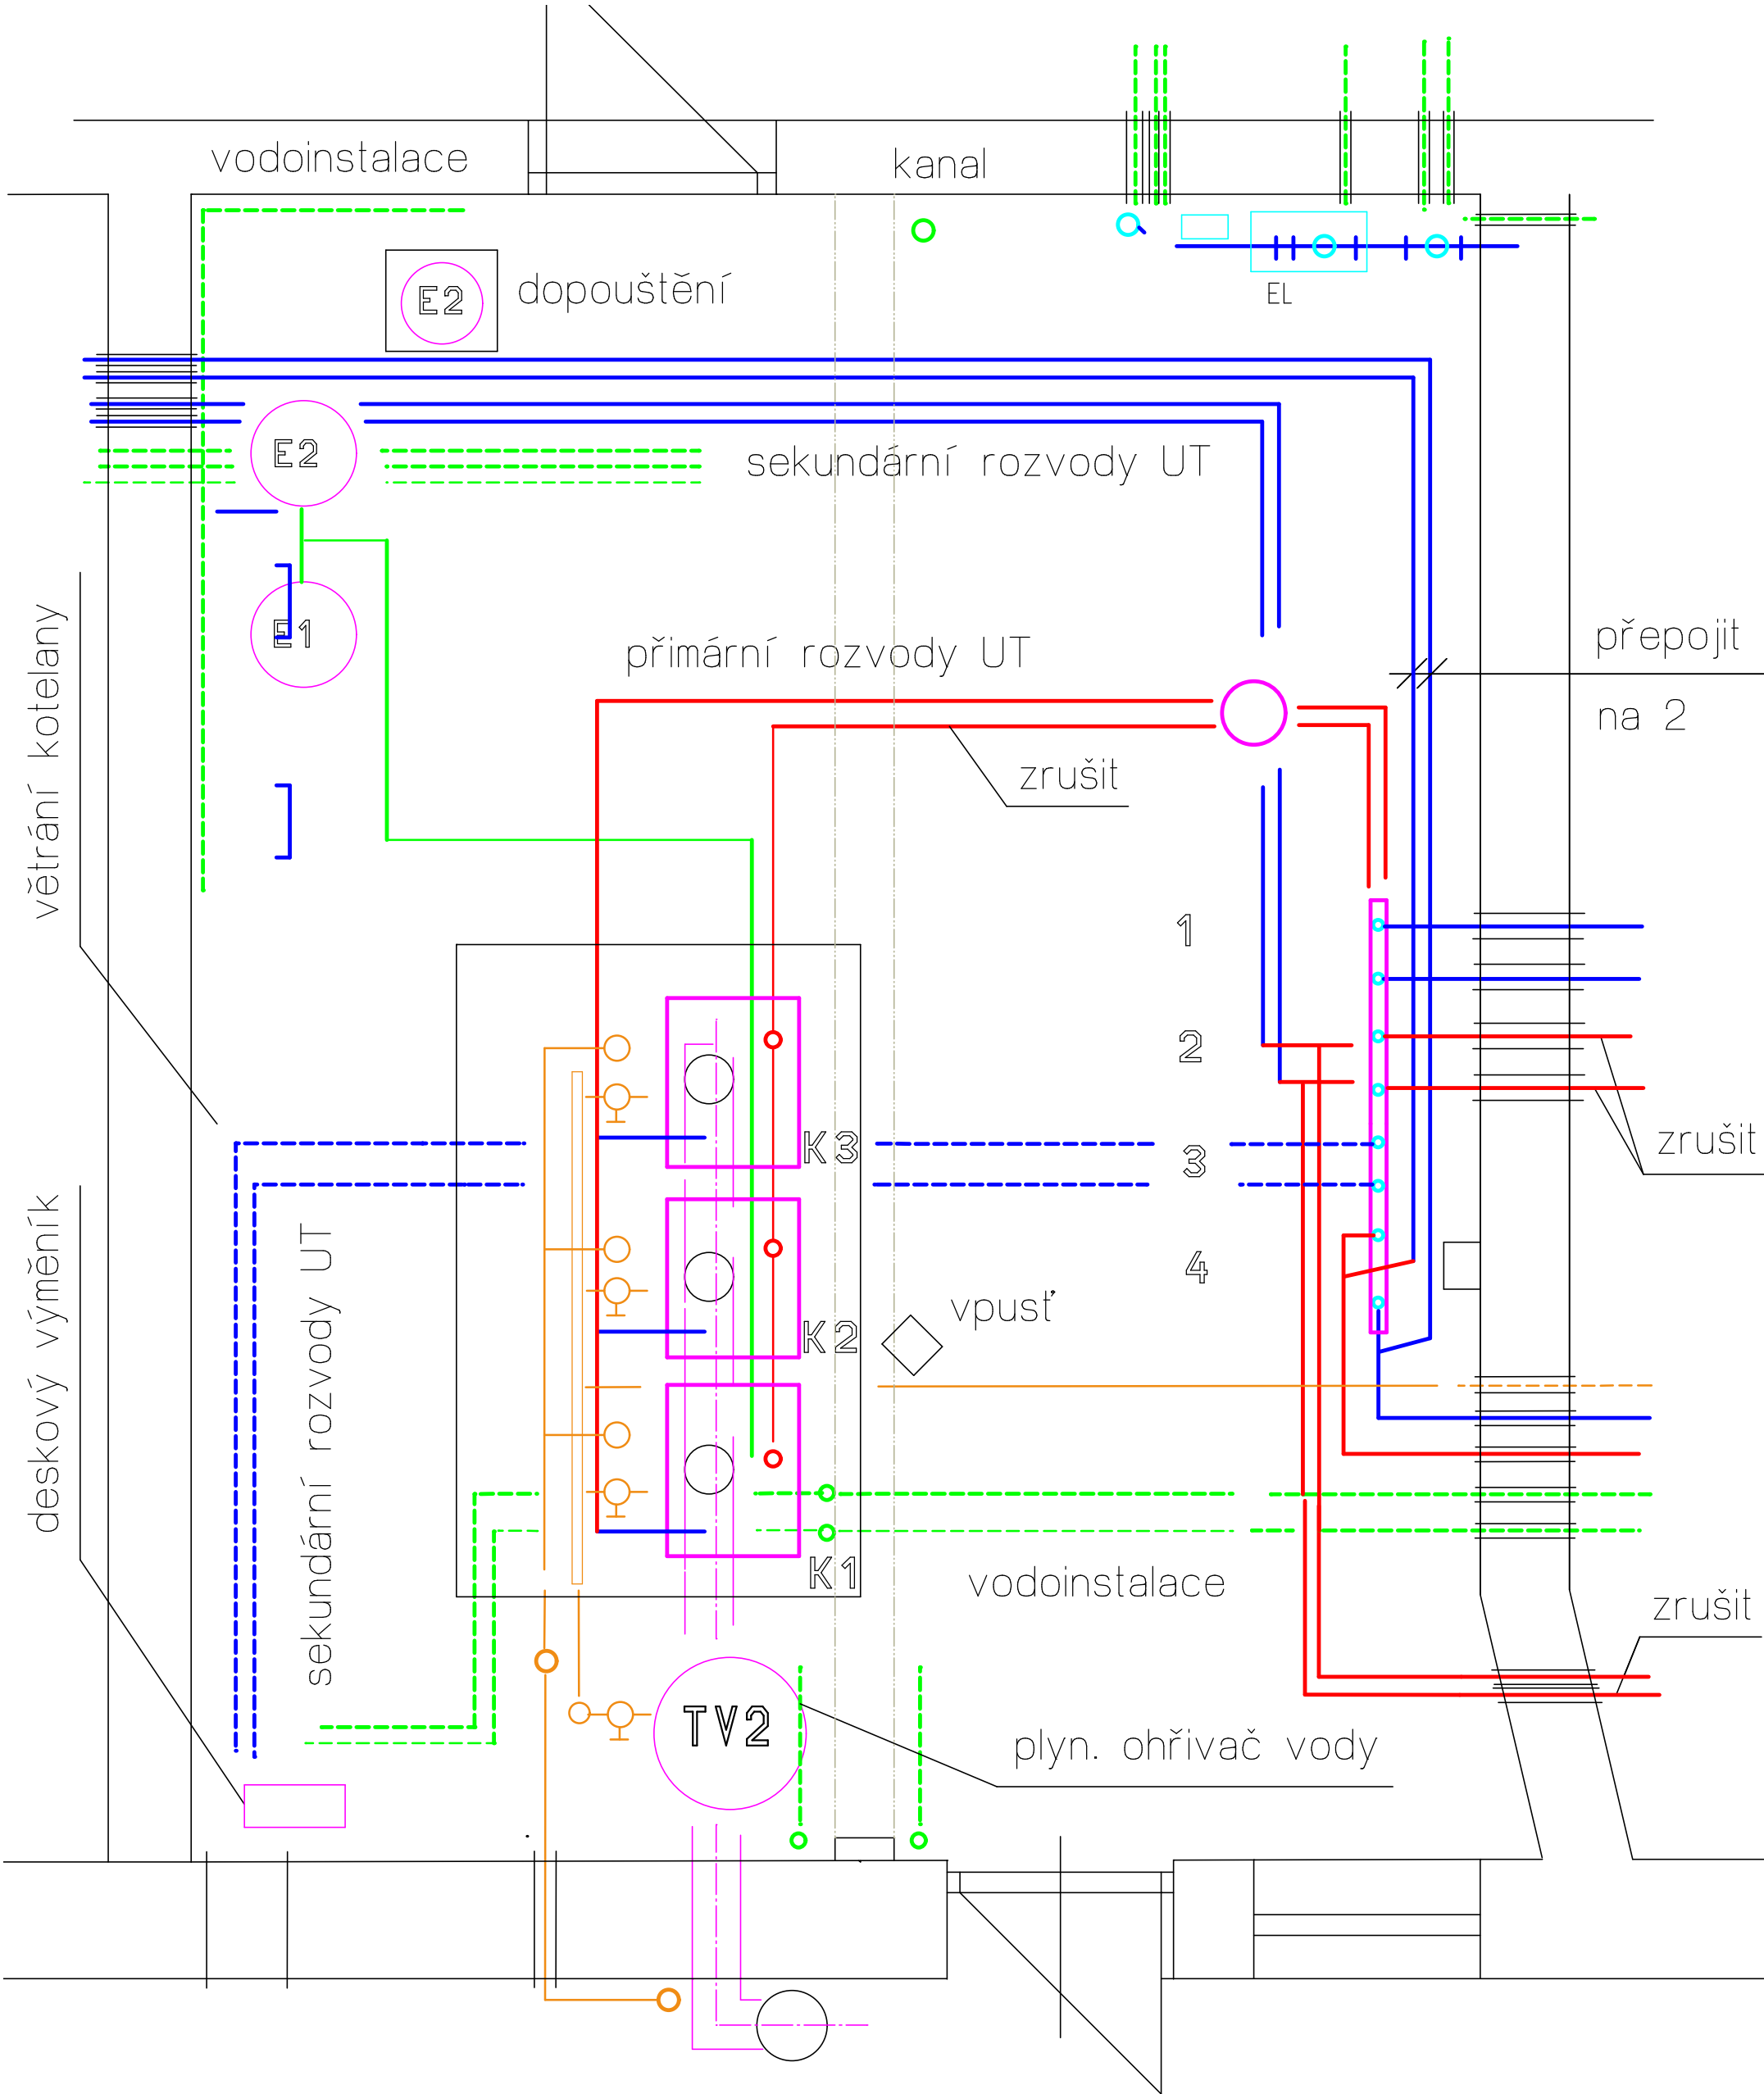 vodoinstalace
kanal
E2
dopouštění
EL
E2
sekundární rozvody UT
E1
větrání kotelany
přimární rozvody UT
přepojit
na 2
zrušit
1
2
K3
3
zrušit
deskový výměník
sekundární rozvody UT
4
vpusť
K2
K1
vodoinstalace
zrušit
TV2
plyn. ohřivač vody